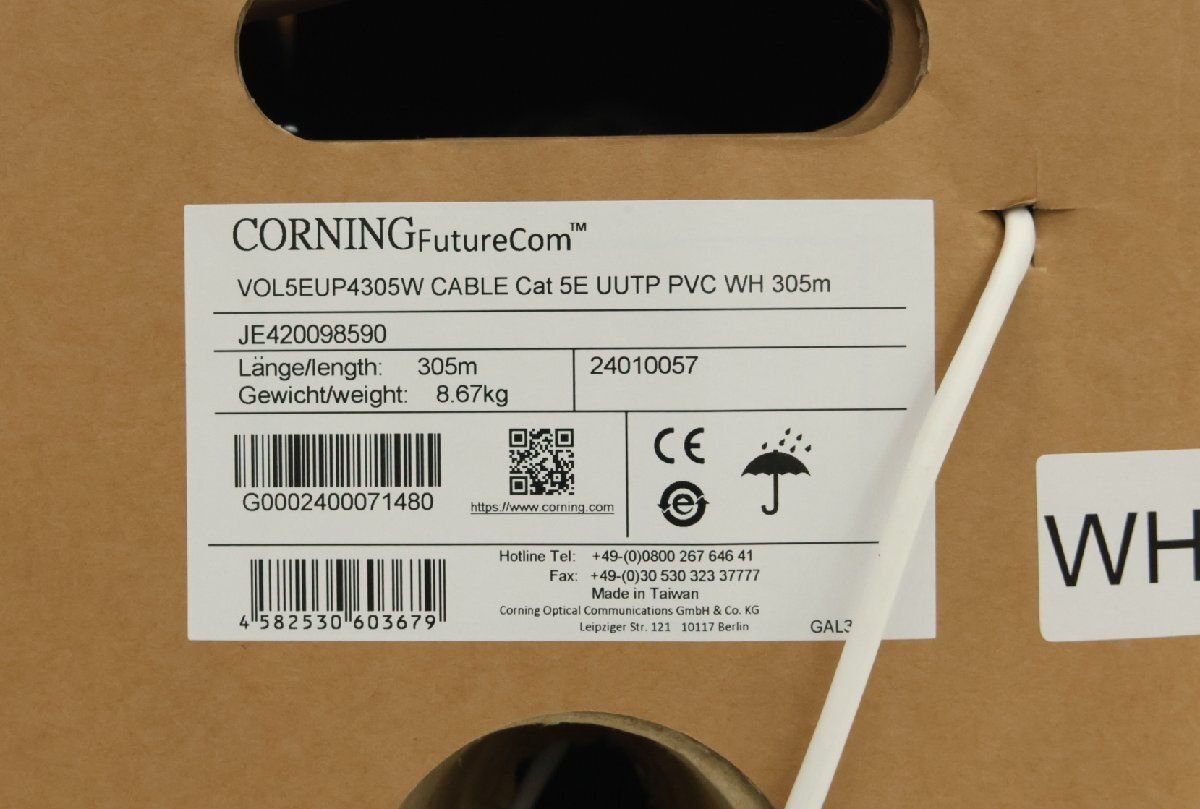 CORNING FutureCom™
VOL5EUP4305W CABLE Cat 5E UUTP PVC WH 305m
JE420098590
Länge/length: 305m
24010057
Gewicht/weight: 8.67kg
G0002400071480
https://www.corning.com
CE
e
WH
Hotline Tel: +49-(0)0800 267 646 41
Fax: +49-(0)30 530 323 37777
Made in Taiwan
Corning Optical Communications GmbH & Co. KG
Leipziger Str. 121 10117 Berlin
4 582530 603679